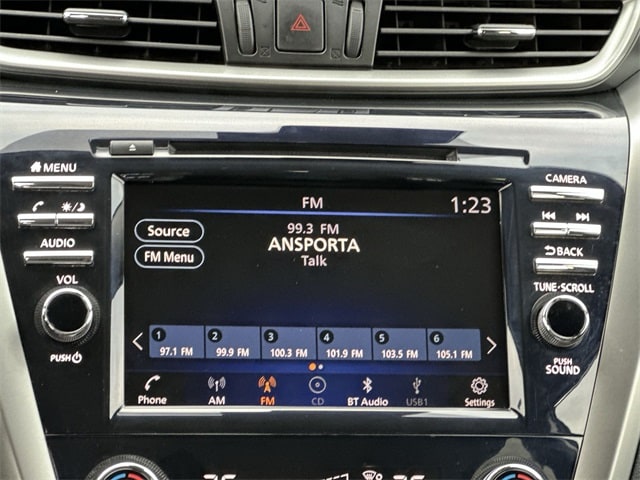 MENU
AUDIO
VOL
PUSH
FM
1:23
Source
FM Menu
99.3 FM
ANSPORTA
Talk
1 2 3 4 5 6
97.1 FM 99.9 FM 100.3 FM 101.9 FM 103.5 FM 105.1 FM
Phone AM FM CD BT Audio USB1 Settings
CAMERA
BACK
TUNE·SCROLL
PUSH
SOUND